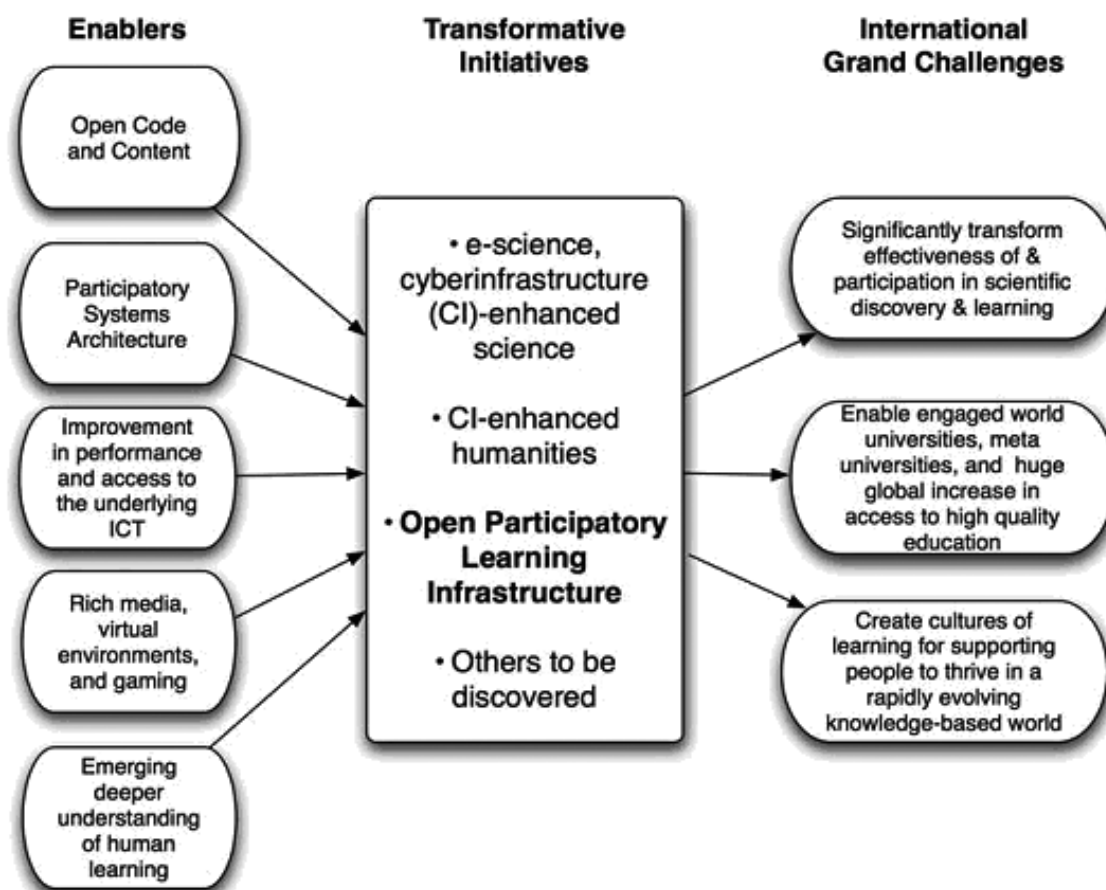 Enablers
Open Code
and Content
Participatory
Systems
Architecture
Improvement
in performance
and access to
the underlying
ICT
Rich media,
virtual
environments,
and gaming
Emerging
deeper
understanding
of human
learning
Transformative
Initiatives
• e-science,
cyberinfrastructure
(CI)-enhanced
science
• CI-enhanced
humanities
• Open Participatory
Learning
Infrastructure
• Others to be
discovered
International
Grand Challenges
Significantly transform
effectiveness of &
participation in scientific
discovery & learning
Enable engaged world
universities, meta
universities, and huge
global increase in
access to high quality
education
Create cultures of
learning for supporting
people to thrive in a
rapidly evolving
knowledge-based world